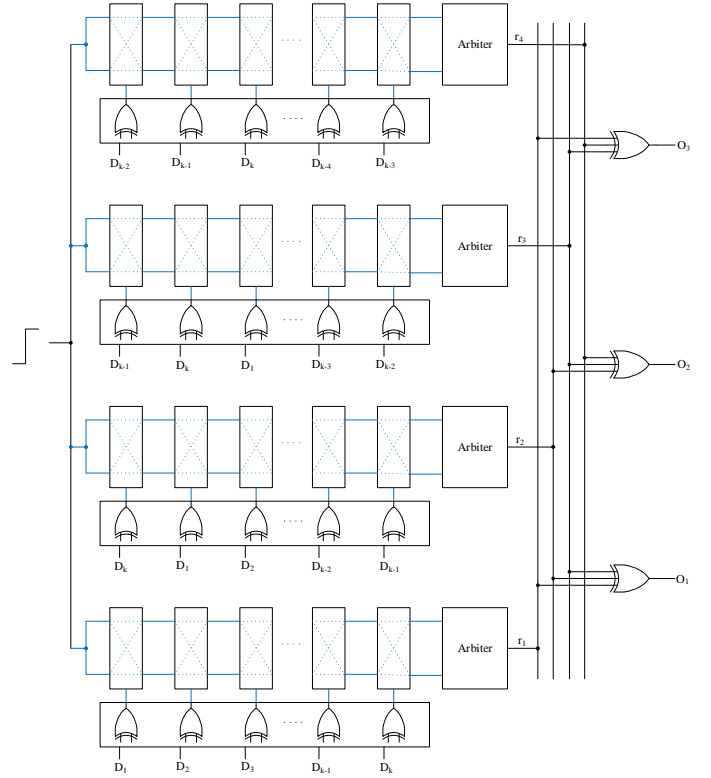 Arbiter r4
. . . .
. . . .
Dk-2 Dk-1 Dk Dk-4 Dk-3
O3
Arbiter r3
. . . .
. . . .
Dk-1 Dk D1 Dk-3 Dk-2
O2
Arbiter r2
. . . .
. . . .
Dk D1 D2 Dk-2 Dk-1
O1
Arbiter r1
. . . .
. . . .
D1 D2 D3 Dk-1 Dk